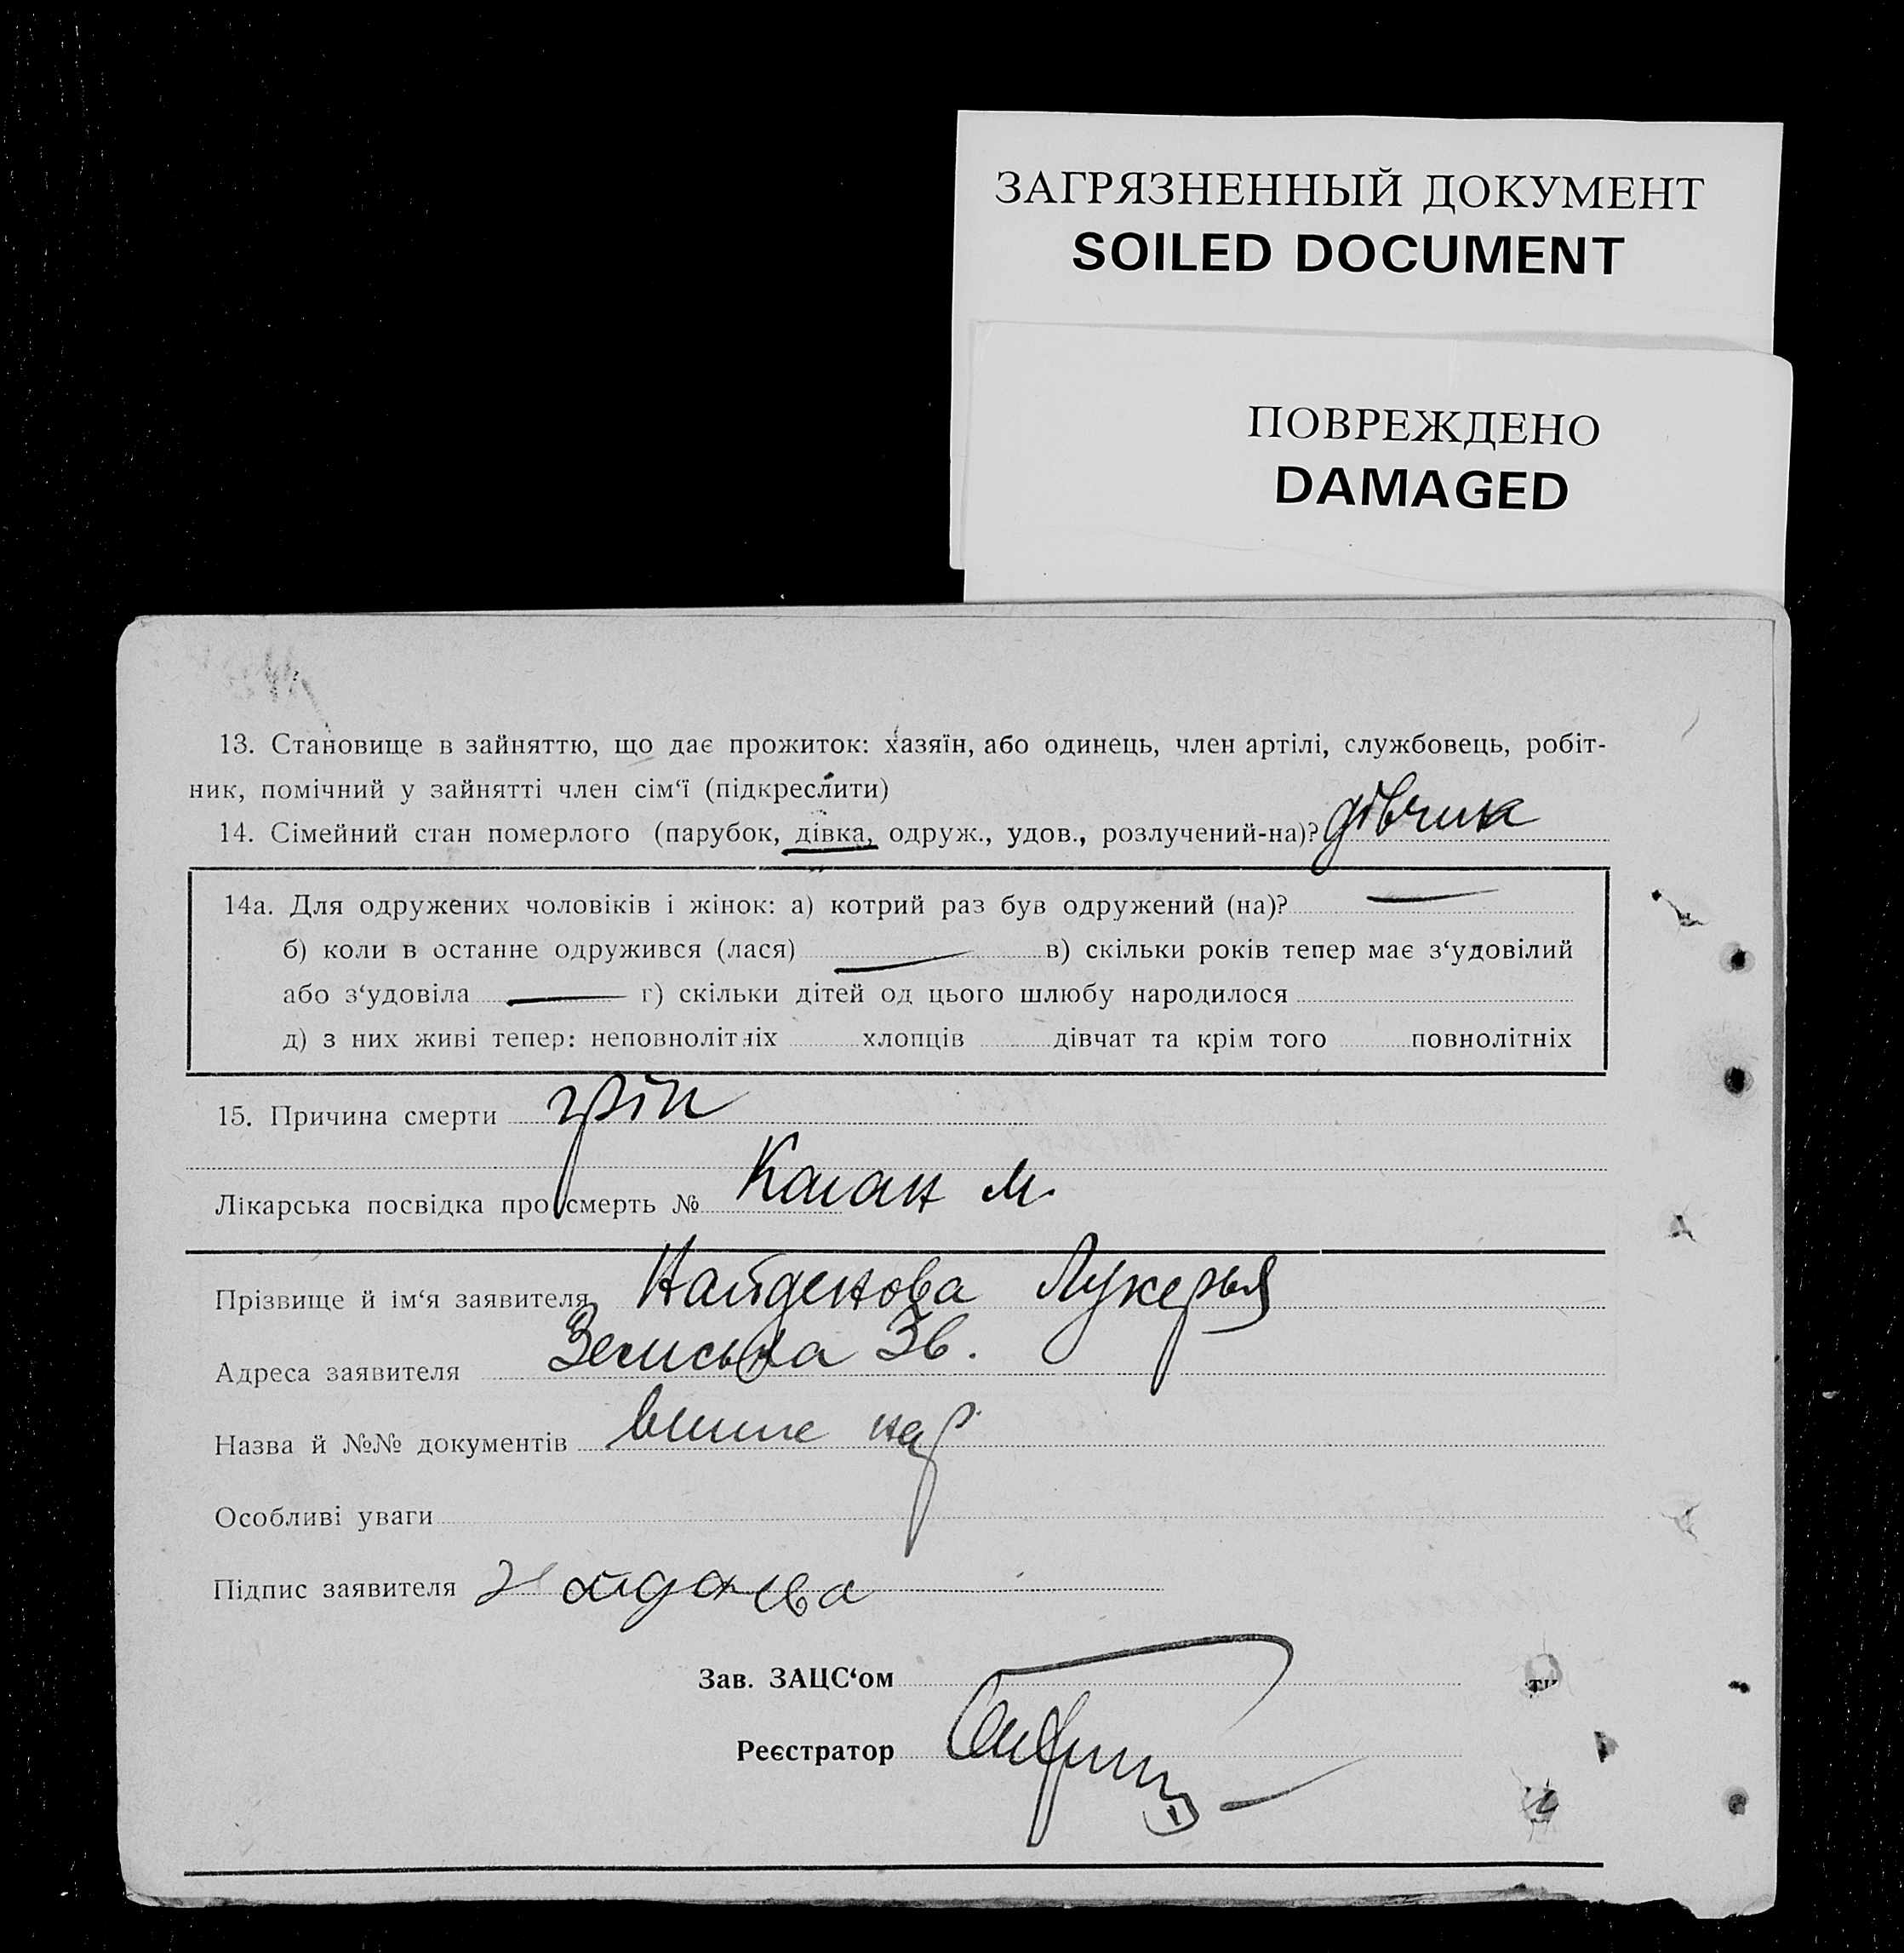 ЗАГРЯЗНЕННЫЙ ДОКУМЕНТ
SOILED DOCUMENT
ПОВРЕЖДЕНО
DAMAGED
13. Становище в зайняттю, що дає прожиток: хазяїн, або одинець, член артілі, службовець, робіт-
ник, помічний у зайнятті член сім‘ї (підкреслити)
14. Сімейний стан померлого (парубок, дівка, одруж., удов., розлучений-на)? дівчина
14а. Для одружених чоловіків і жінок: а) котрий раз був одружений (на)? —
б) коли в останне одружився (лася) — в) скільки років тепер має з‘удовілий
або з‘удовіла — г) скільки дітей од цього шлюбу народилося
д) з них живі тепер: неповнолітніх хлопців дівчат та крім того повнолітніх
15. Причина смерти гріп
Лікарська посвідка про смерть № Каган М.
Прізвище й ім‘я заявителя Найденова Лукерья
Адреса заявителя 36.
Назва й №№ документів
Особливі уваги
Підпис заявителя
Зав. ЗАЦС‘ом
Реєстратор